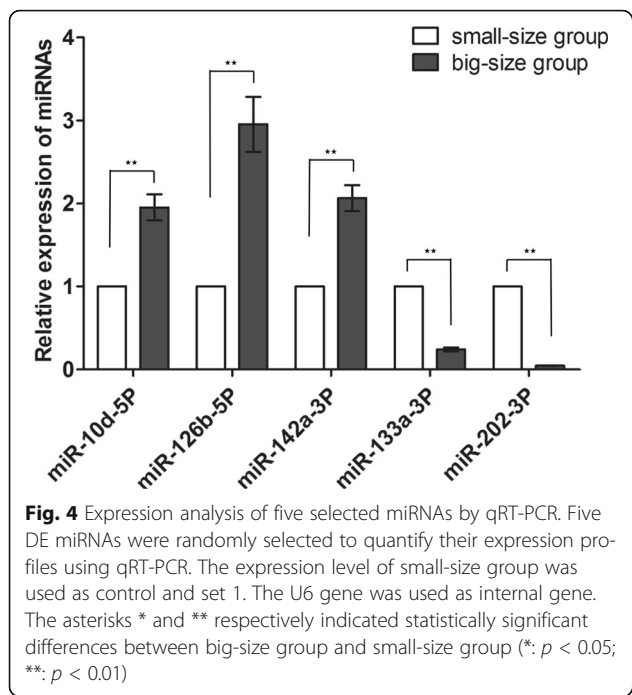 Relative expression of miRNAs
4
3
2
1
0
small-size group
big-size group
**
**
**
**
**
miR-10d-5P
miR-126b-5P
miR-142a-3P
miR-133a-3P
miR-202-3P
Fig. 4 Expression analysis of five selected miRNAs by qRT-PCR. Five
DE miRNAs were randomly selected to quantify their expression pro-
files using qRT-PCR. The expression level of small-size group was
used as control and set 1. The U6 gene was used as internal gene.
The asterisks * and ** respectively indicated statistically significant
differences between big-size group and small-size group (*: p < 0.05;
**: p < 0.01)